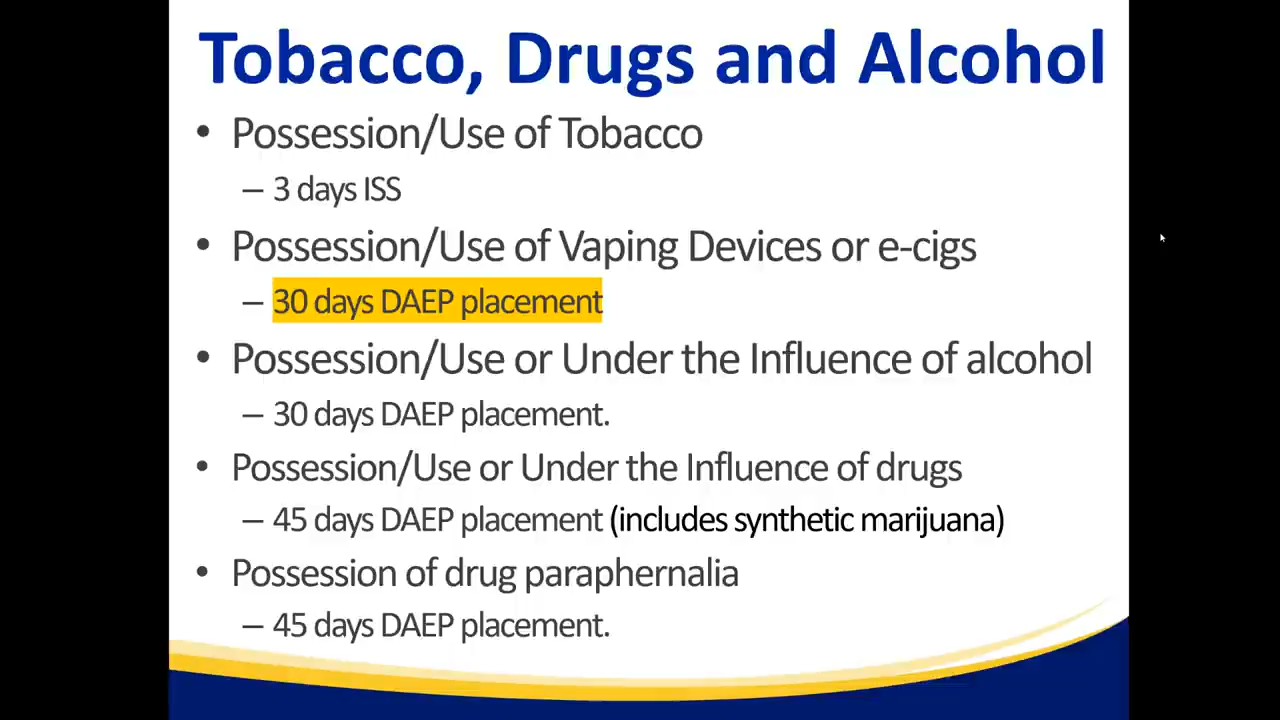 Tobacco, Drugs and Alcohol
• Possession/Use of Tobacco
– 3 days ISS
• Possession/Use of Vaping Devices or e-cigs
– 30 days DAEP placement
• Possession/Use or Under the Influence of alcohol
– 30 days DAEP placement.
• Possession/Use or Under the Influence of drugs
– 45 days DAEP placement (includes synthetic marijuana)
• Possession of drug paraphernalia
– 45 days DAEP placement.